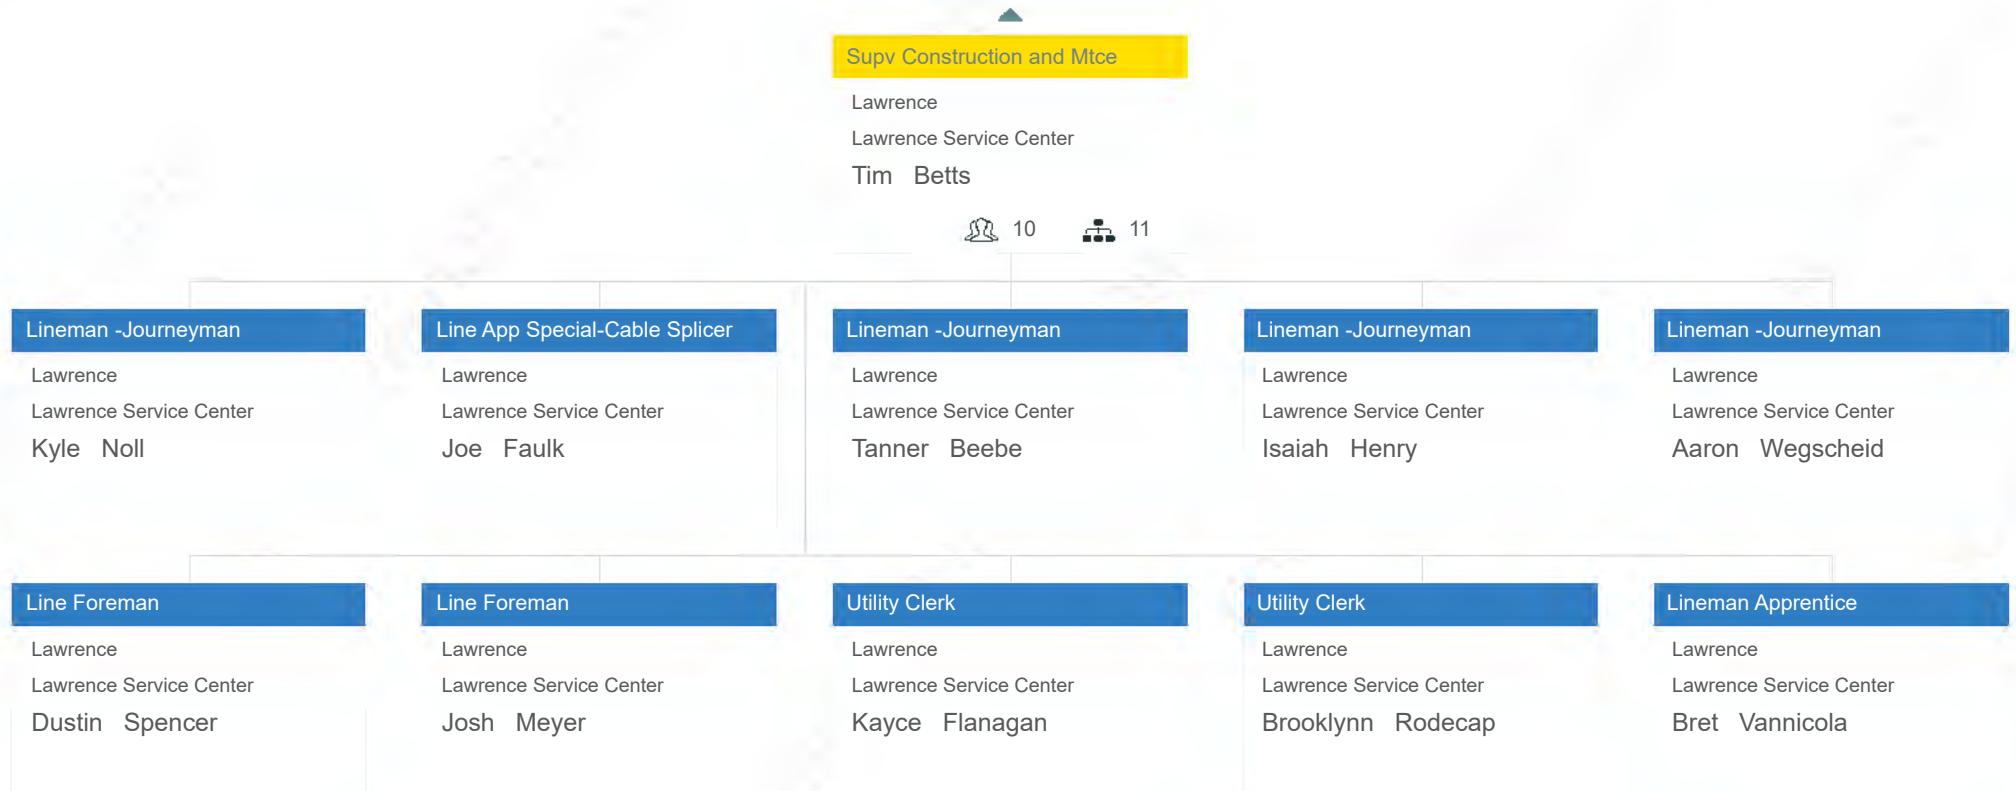 Supv Construction and Mtce
Lawrence
Lawrence Service Center
Tim Betts
10 11
Lineman -Journeyman
Lawrence
Lawrence Service Center
Kyle Noll
Line App Special-Cable Splicer
Lawrence
Lawrence Service Center
Joe Faulk
Lineman -Journeyman
Lawrence
Lawrence Service Center
Tanner Beebe
Lineman -Journeyman
Lawrence
Lawrence Service Center
Isaiah Henry
Lineman -Journeyman
Lawrence
Lawrence Service Center
Aaron Wegscheid
Line Foreman
Lawrence
Lawrence Service Center
Dustin Spencer
Line Foreman
Lawrence
Lawrence Service Center
Josh Meyer
Utility Clerk
Lawrence
Lawrence Service Center
Kayce Flanagan
Utility Clerk
Lawrence
Lawrence Service Center
Brooklynn Rodecap
Lineman Apprentice
Lawrence
Lawrence Service Center
Bret Vannicola